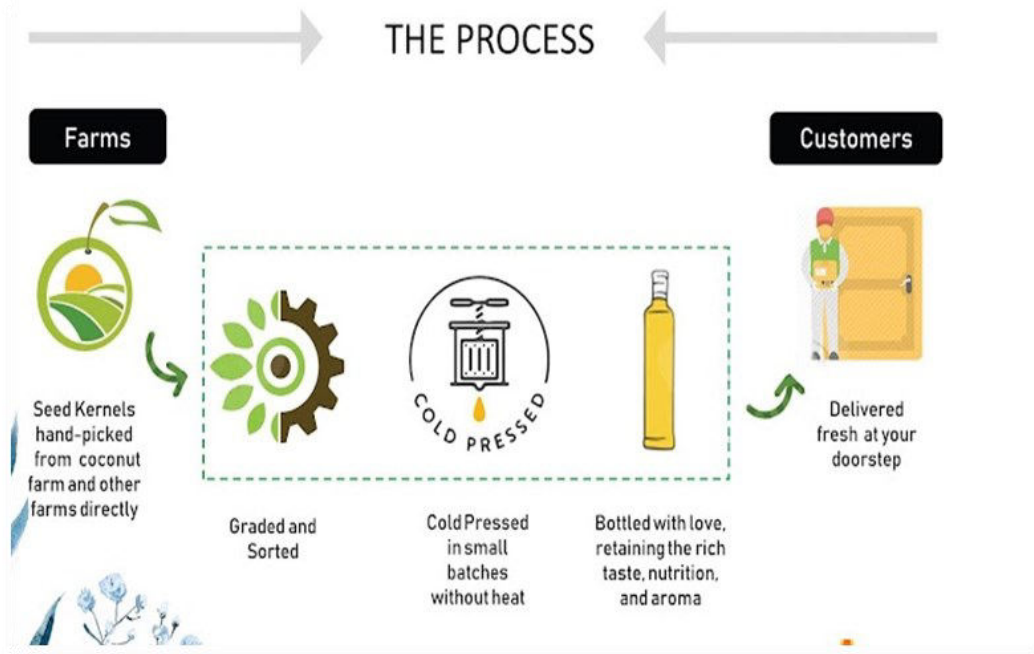 THE PROCESS
Farms
Customers
Seed Kernels
hand-picked
from coconut
farm and other
farms directly
COLD PRESSED
Delivered
fresh at your
doorstep
Graded and
Sorted
Cold Pressed
in small
batches
without heat
Bottled with love,
retaining the rich
taste, nutrition,
and aroma